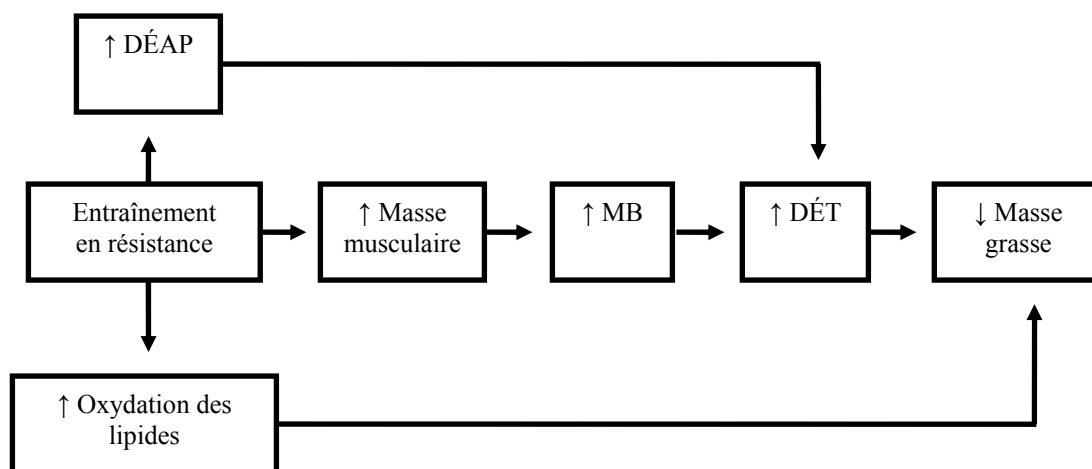 ↑ DÉAP
Entraînement
en résistance
↑ Masse
musculaire
↑ MB
↑ DÉT
↓ Masse
grasse
↑ Oxydation des
lipides